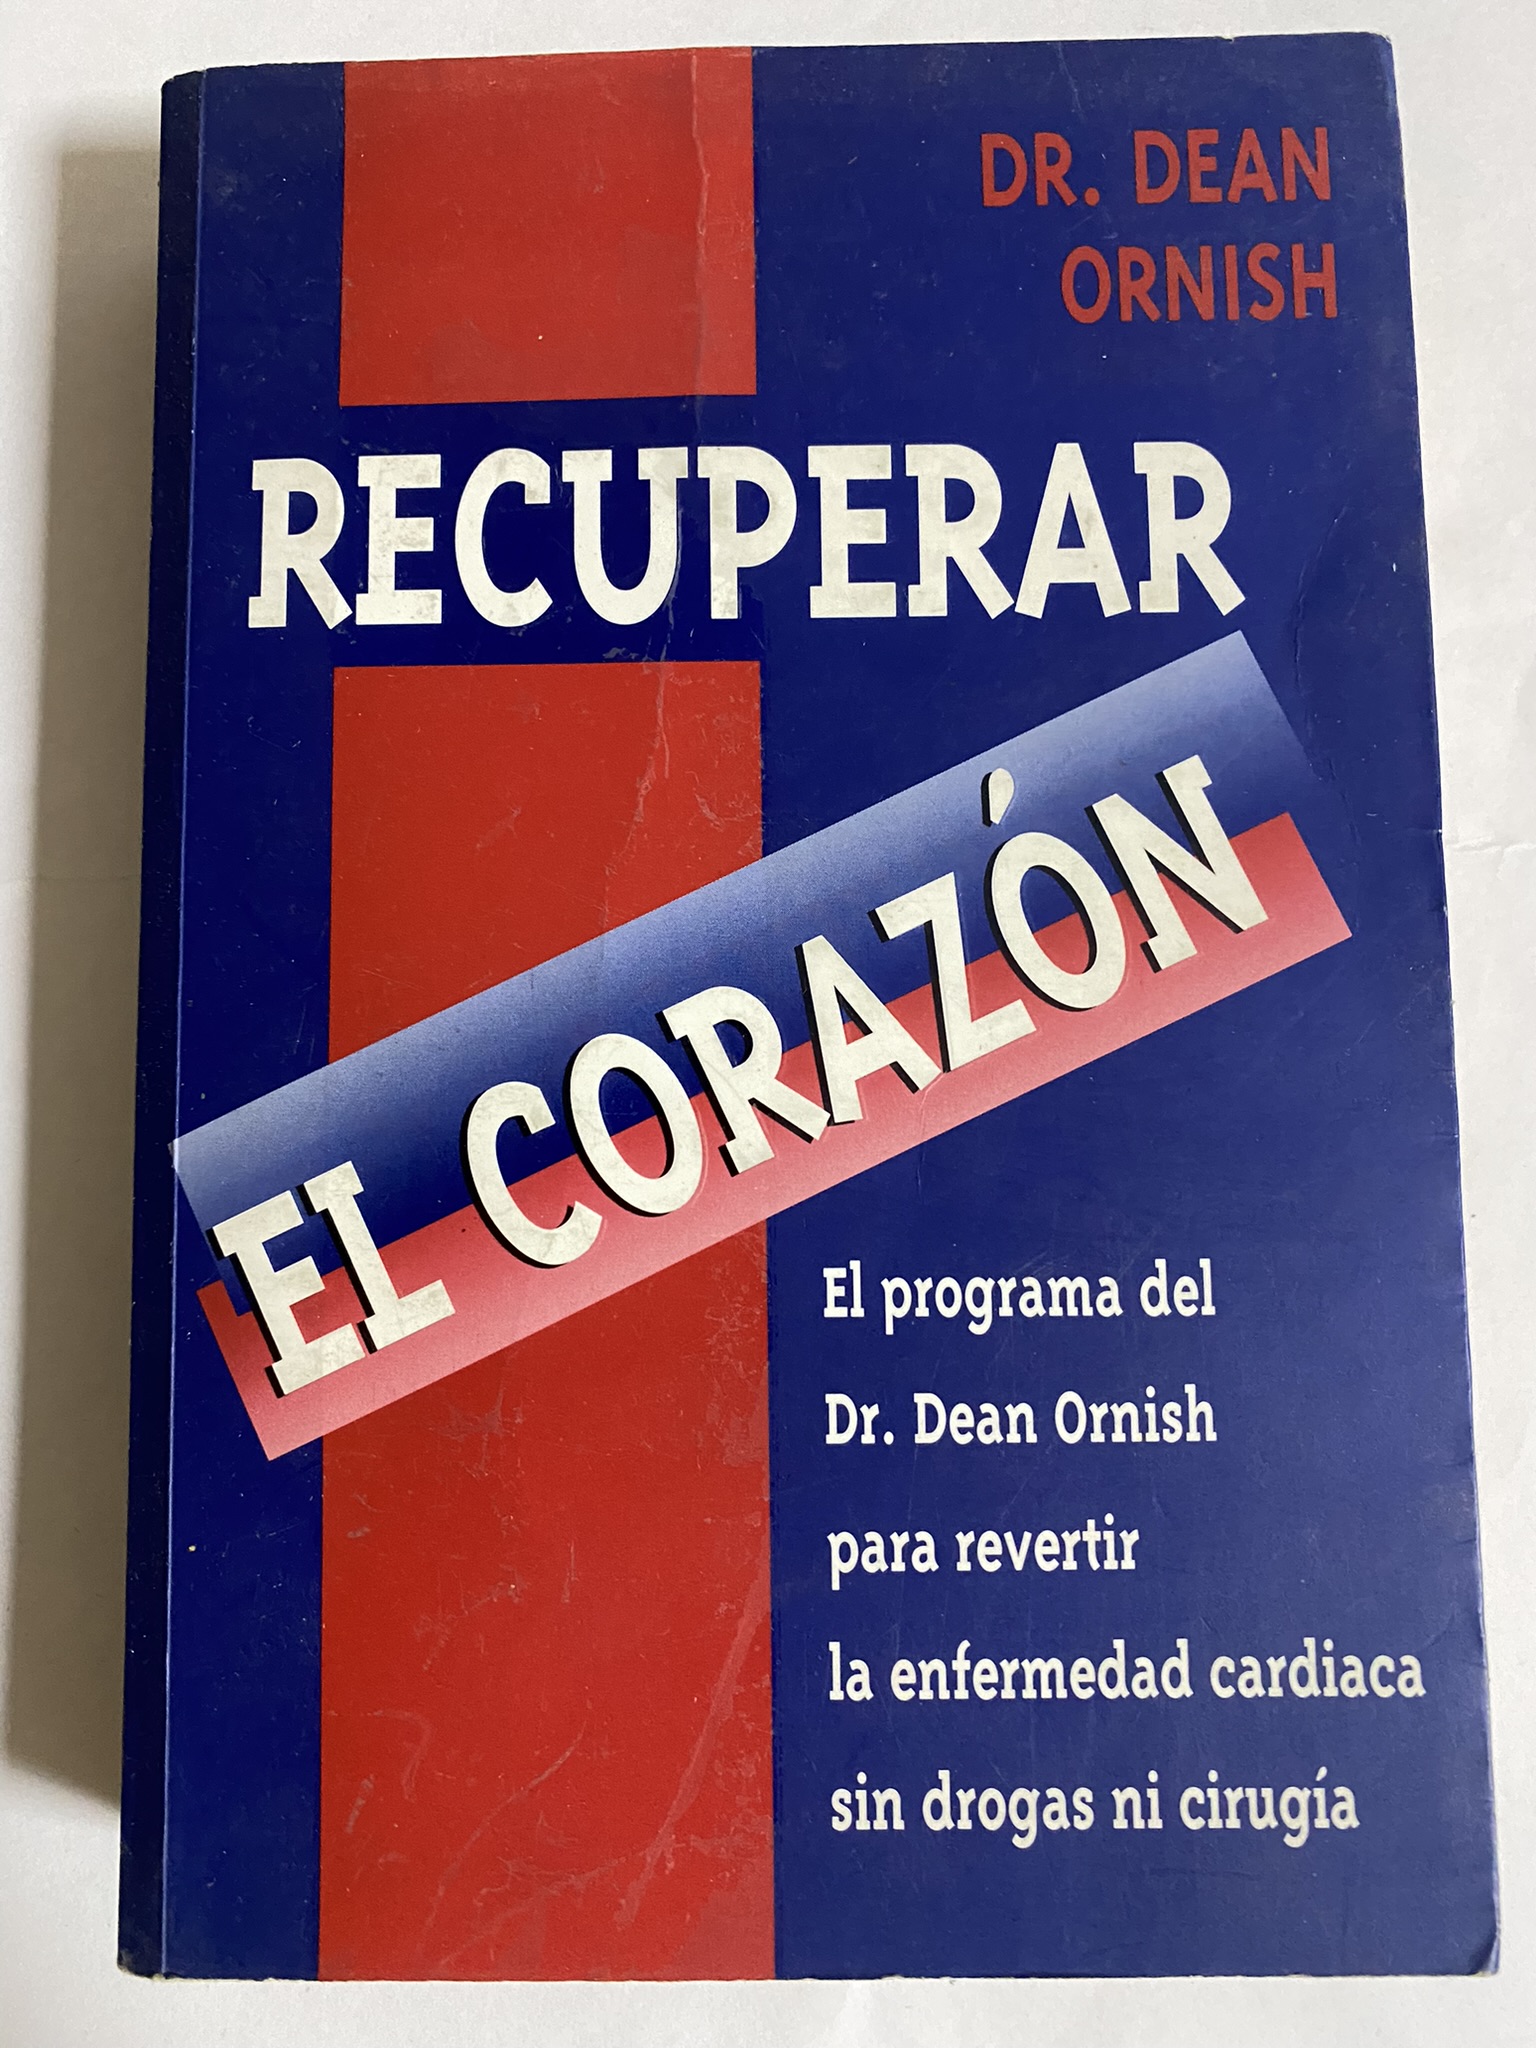 DR. DEAN
ORNISH
RECUPERAR
EL CORAZÓN
El programa del
Dr. Dean Ornish
para revertir
la enfermedad cardiaca
sin drogas ni cirugía